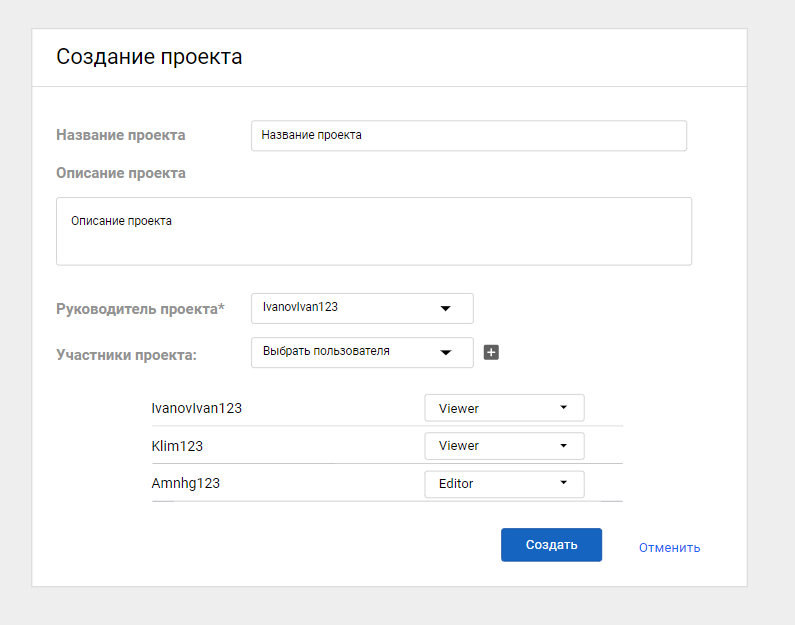 Создание проекта
Название проекта Название проекта
Описание проекта
Описание проекта
Руководитель проекта* IvanovIvan123
Участники проекта: Выбрать пользователя
IvanovIvan123 Viewer
Klim123 Viewer
Amnhg123 Editor
Создать Отменить